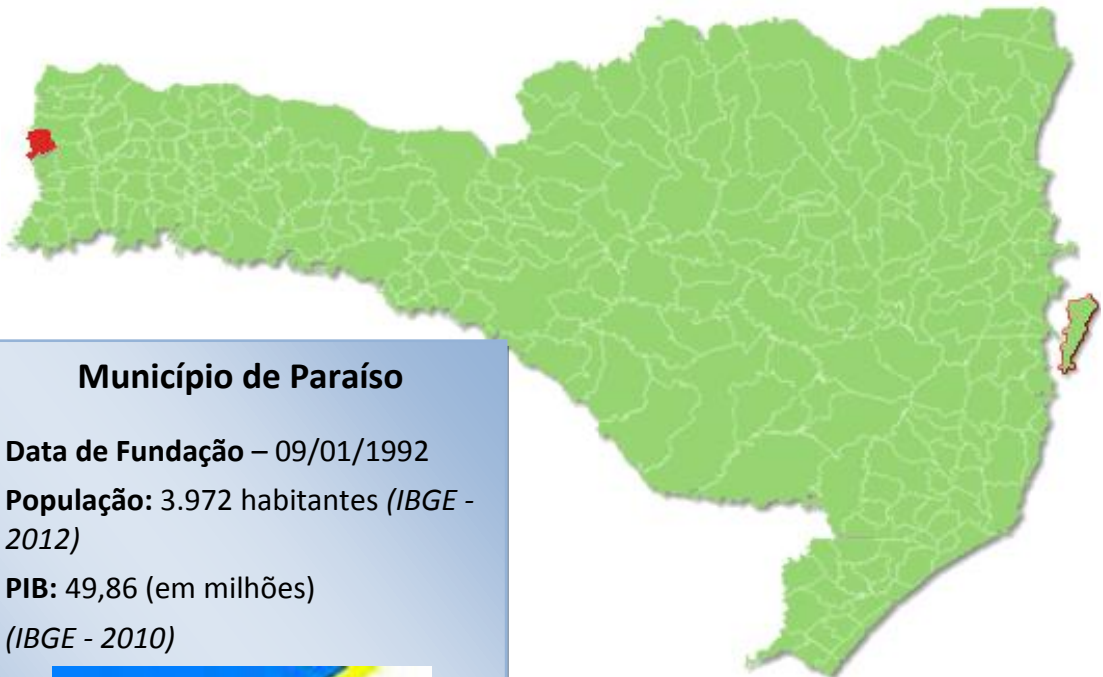 Município de Paraíso
Data de Fundação – 09/01/1992
População: 3.972 habitantes (IBGE -
2012)
PIB: 49,86 (em milhões)
(IBGE - 2010)